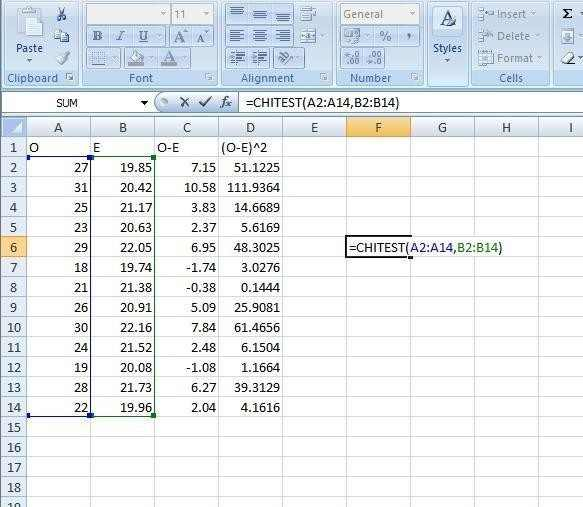 11
General
Insert
Paste
B I U
A A
Delete
$ % ,
Styles
Format
Clipboard Font Alignment Number Cells
SUM fx =CHITEST(A2:A14,B2:B14)
A B C D E F G H I
1 O E O-E (O-E)^2
2 27 19.85 7.15 51.1225
3 31 20.42 10.58 111.9364
4 25 21.17 3.83 14.6689
5 23 20.63 2.37 5.6169
6 29 22.05 6.95 48.3025 =CHITEST(A2:A14,B2:B14)
7 18 19.74 -1.74 3.0276
8 21 21.38 -0.38 0.1444
9 26 20.91 5.09 25.9081
10 30 22.16 7.84 61.4656
11 24 21.52 2.48 6.1504
12 19 20.08 -1.08 1.1664
13 28 21.73 6.27 39.3129
14 22 19.96 2.04 4.1616
15
16
17
18
19